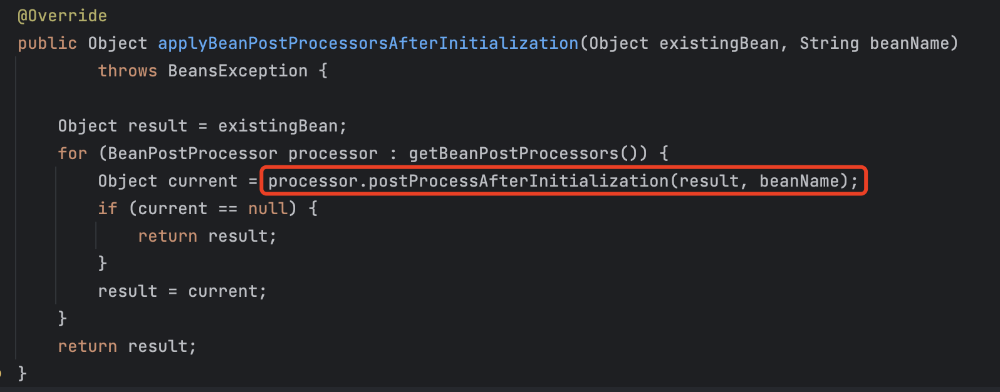 @Override
public Object applyBeanPostProcessorsAfterInitialization(Object existingBean, String beanName)
        throws BeansException {

    Object result = existingBean;
    for (BeanPostProcessor processor : getBeanPostProcessors()) {
        Object current = processor.postProcessAfterInitialization(result, beanName);
        if (current == null) {
            return result;
        }
        result = current;
    }
    return result;
}